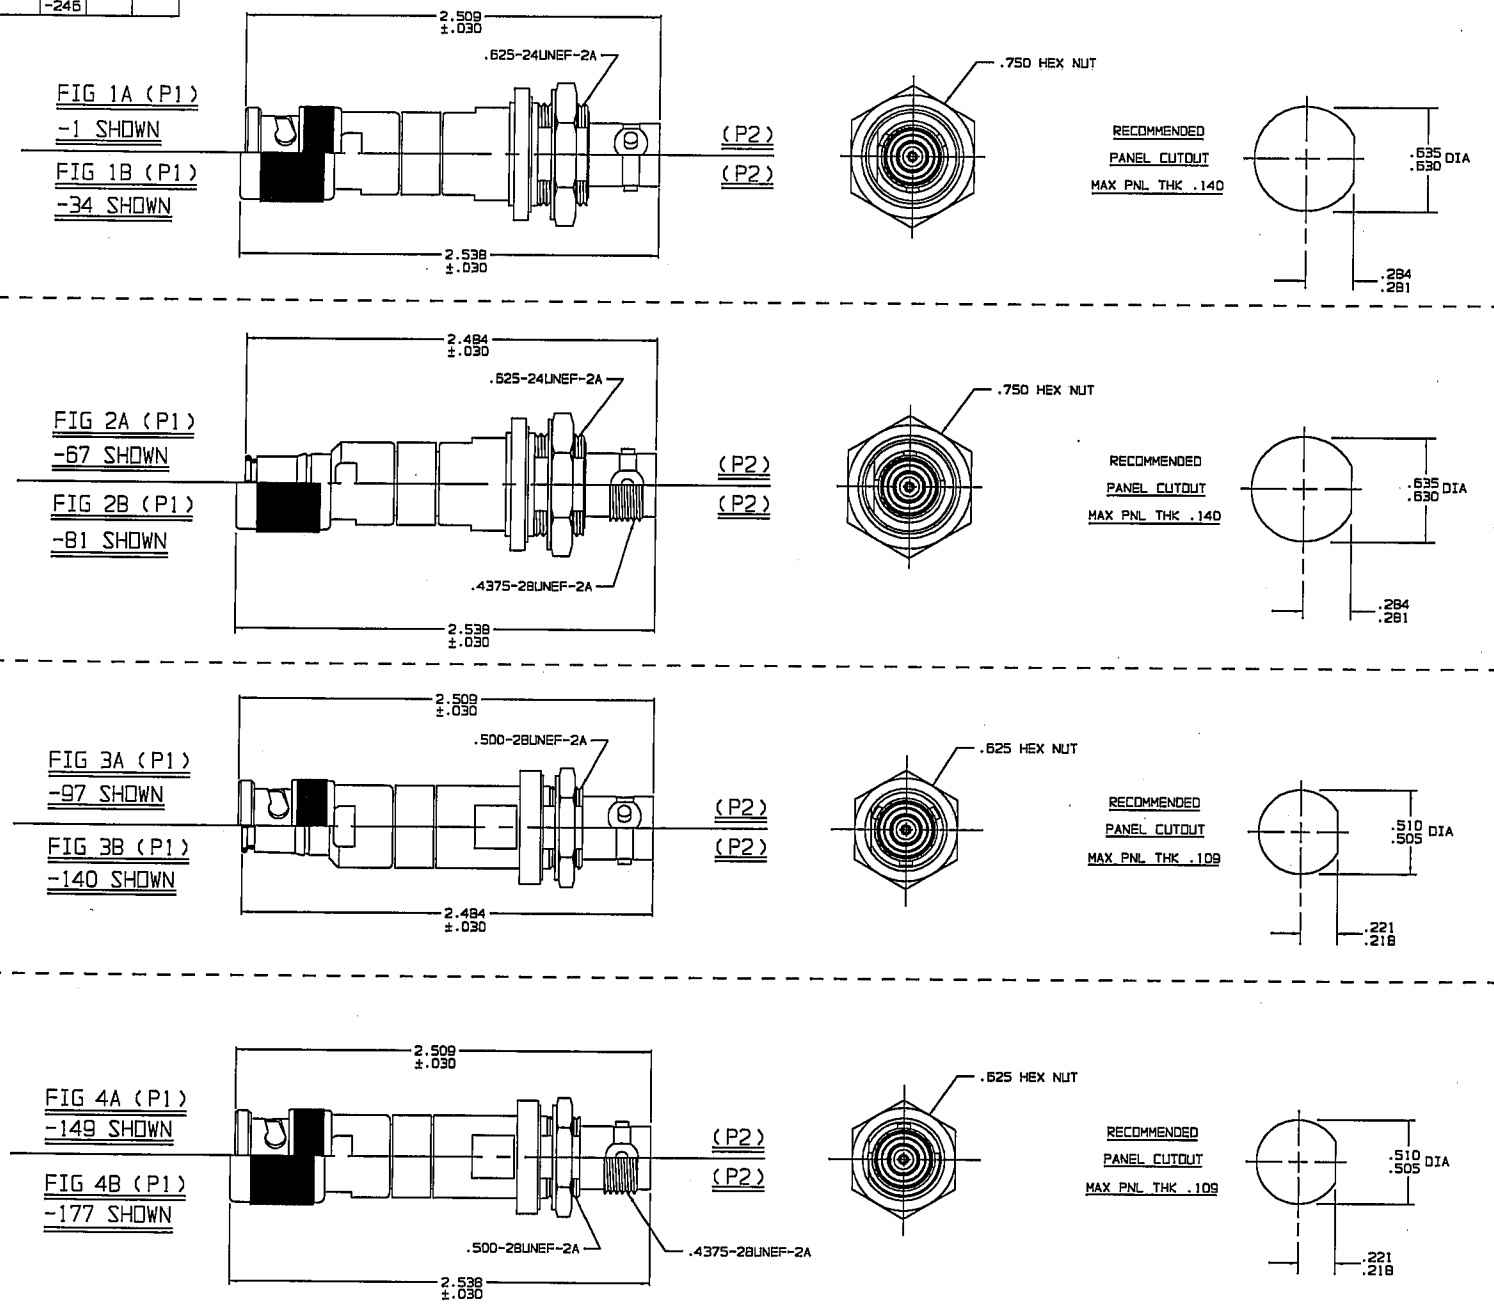 -246
2.509
±.030
.625-24UNEF-2A
.750 HEX NUT
FIG 1A (P1)
-1 SHOWN
FIG 1B (P1)
-34 SHOWN
(P2)
(P2)
RECOMMENDED
PANEL CUTOUT
MAX PNL THK .140
.635
.630 DIA
2.538
±.030
.284
.281
2.484
±.030
.625-24UNEF-2A
.750 HEX NUT
FIG 2A (P1)
-67 SHOWN
FIG 2B (P1)
-81 SHOWN
(P2)
(P2)
RECOMMENDED
PANEL CUTOUT
MAX PNL THK .140
.635
.630 DIA
.4375-28UNEF-2A
2.538
±.030
.284
.281
2.509
±.030
.500-28UNEF-2A
.625 HEX NUT
FIG 3A (P1)
-97 SHOWN
FIG 3B (P1)
-140 SHOWN
(P2)
(P2)
RECOMMENDED
PANEL CUTOUT
MAX PNL THK .109
.510
.505 DIA
2.484
±.030
.221
.218
2.509
±.030
.625 HEX NUT
FIG 4A (P1)
-149 SHOWN
FIG 4B (P1)
-177 SHOWN
(P2)
(P2)
RECOMMENDED
PANEL CUTOUT
MAX PNL THK .109
.510
.505 DIA
.500-28UNEF-2A
.4375-28UNEF-2A
2.538
±.030
.221
.218